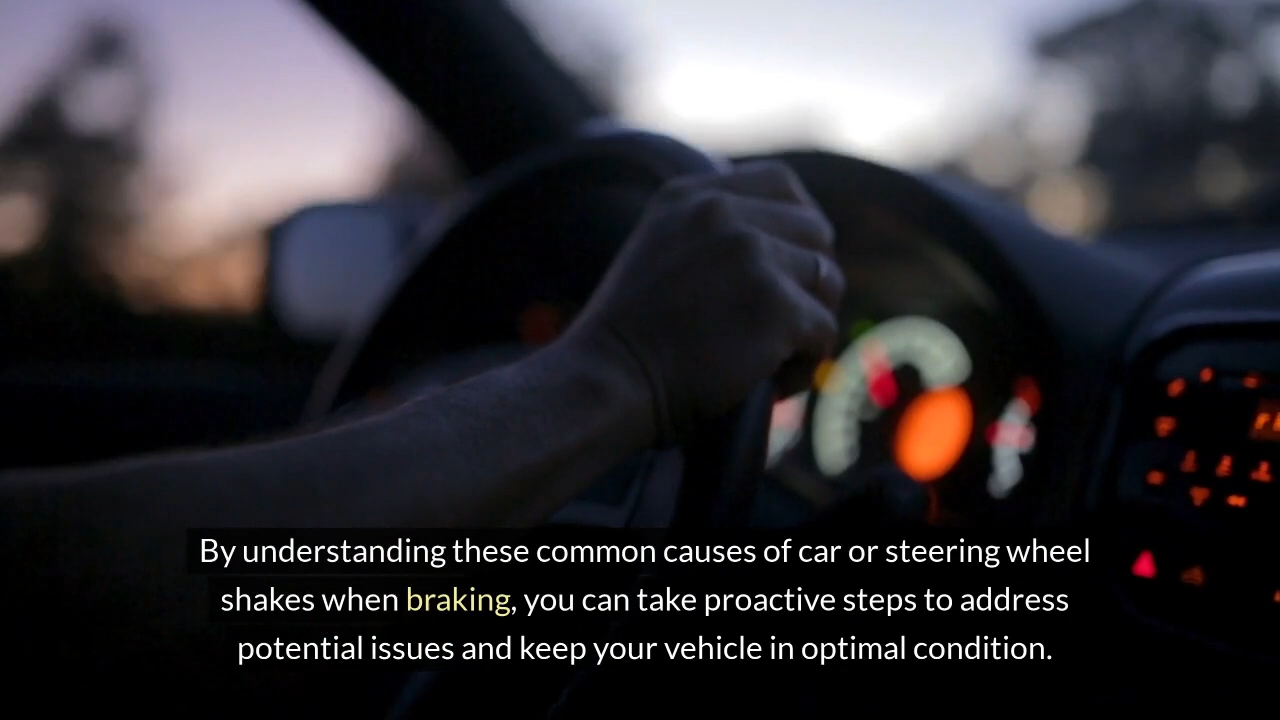 By understanding these common causes of car or steering wheel
shakes when braking, you can take proactive steps to address
potential issues and keep your vehicle in optimal condition.